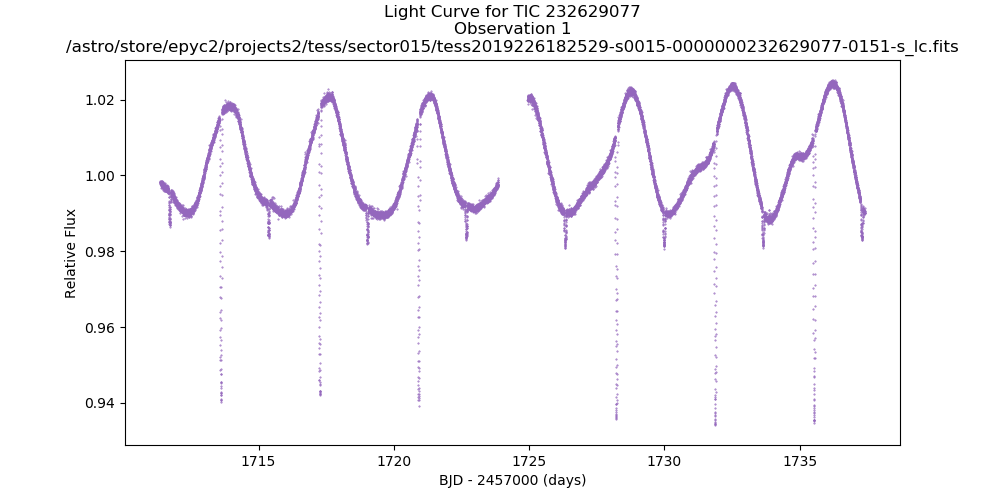 Light Curve for TIC 232629077
Observation 1
/astro/store/epyc2/projects2/tess/sector015/tess2019226182529-s0015-0000000232629077-0151-s_lc.fits
1.02
1.00
0.98
0.96
0.94
Relative Flux
1715
1720
1725
1730
1735
BJD - 2457000 (days)